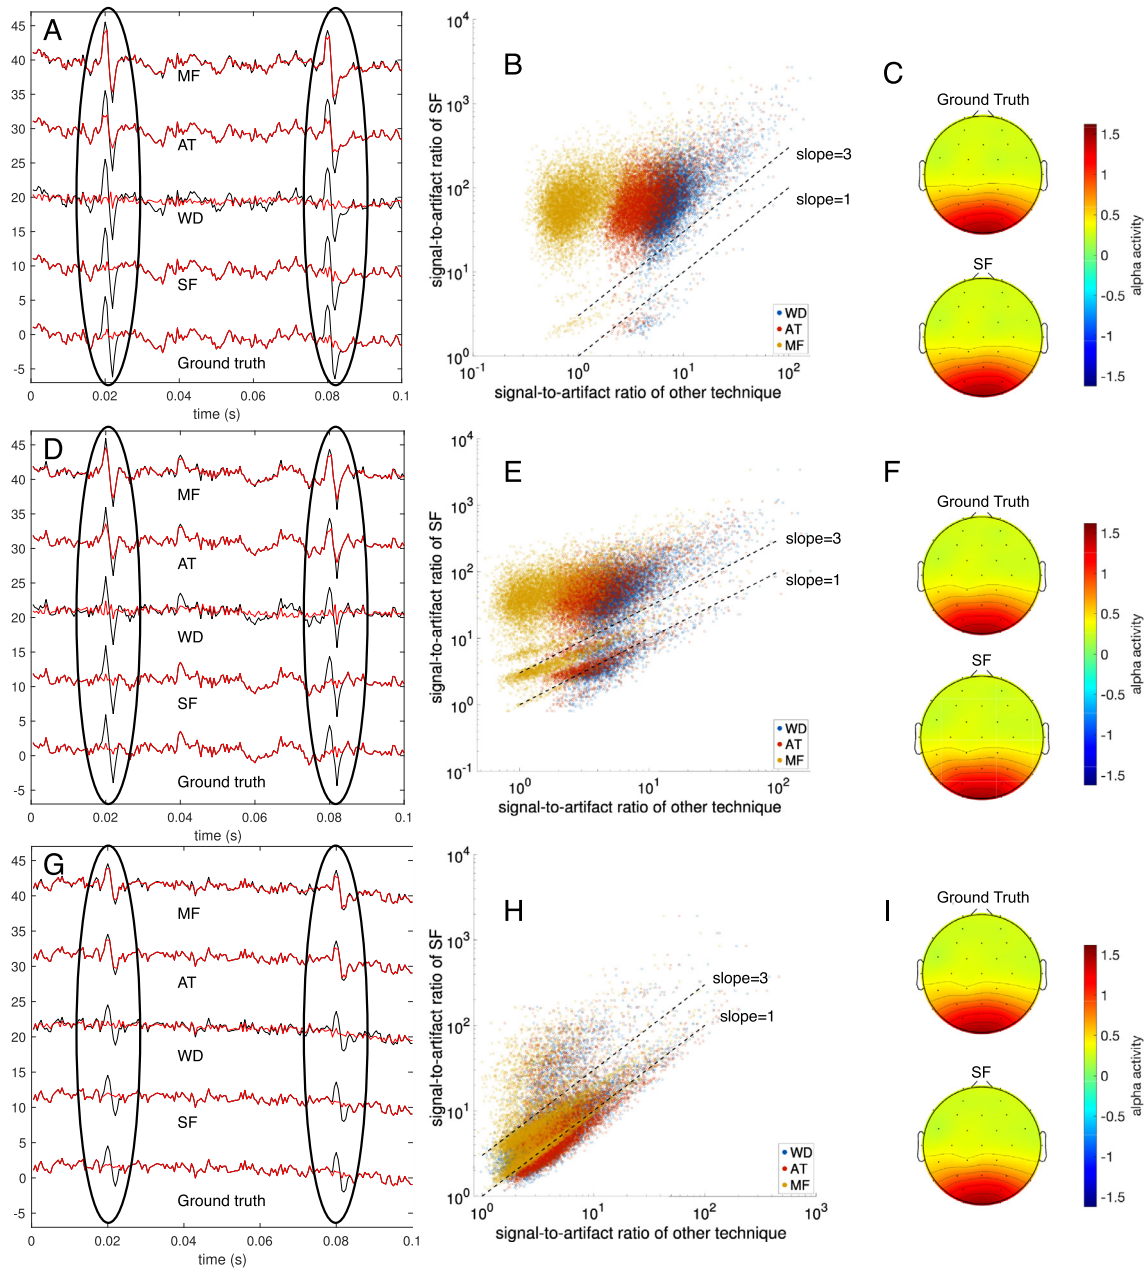 A
45
40
35
30
25
20
15
10
5
0
-5
MF
AT
WD
SF
Ground truth
0
0.02
0.04
0.06
0.08
0.1
time (s)
B
signal-to-artifact ratio of SF
10^4
10^3
10^2
10^1
10^0
slope=3
slope=1
WD
AT
MF
10^-1
10^0
10^1
10^2
signal-to-artifact ratio of other technique
C
Ground Truth
SF
1.5
1
0.5
0
-0.5
-1
-1.5
alpha activity
D
45
40
35
30
25
20
15
10
5
0
-5
MF
AT
WD
SF
Ground truth
0
0.02
0.04
0.06
0.08
0.1
time (s)
E
signal-to-artifact ratio of SF
10^4
10^3
10^2
10^1
10^0
10^-1
slope=3
slope=1
WD
AT
MF
10^0
10^1
10^2
signal-to-artifact ratio of other technique
F
Ground Truth
SF
1.5
1
0.5
0
-0.5
-1
-1.5
alpha activity
G
45
40
35
30
25
20
15
10
5
0
-5
MF
AT
WD
SF
Ground truth
0
0.02
0.04
0.06
0.08
0.1
time (s)
H
signal-to-artifact ratio of SF
10^4
10^3
10^2
10^1
10^0
slope=3
slope=1
WD
AT
MF
10^0
10^1
10^2
10^3
signal-to-artifact ratio of other technique
I
Ground Truth
SF
1.5
1
0.5
0
-0.5
-1
-1.5
alpha activity